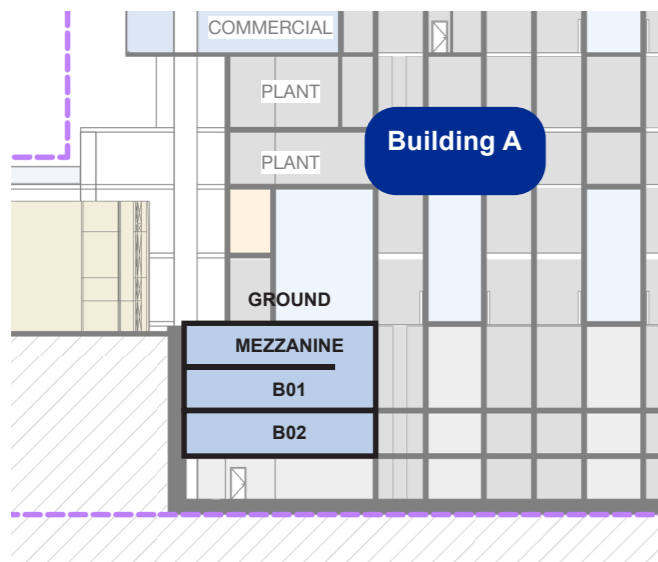 COMMERCIAL
PLANT
Building A
PLANT
GROUND
MEZZANINE
B01
B02